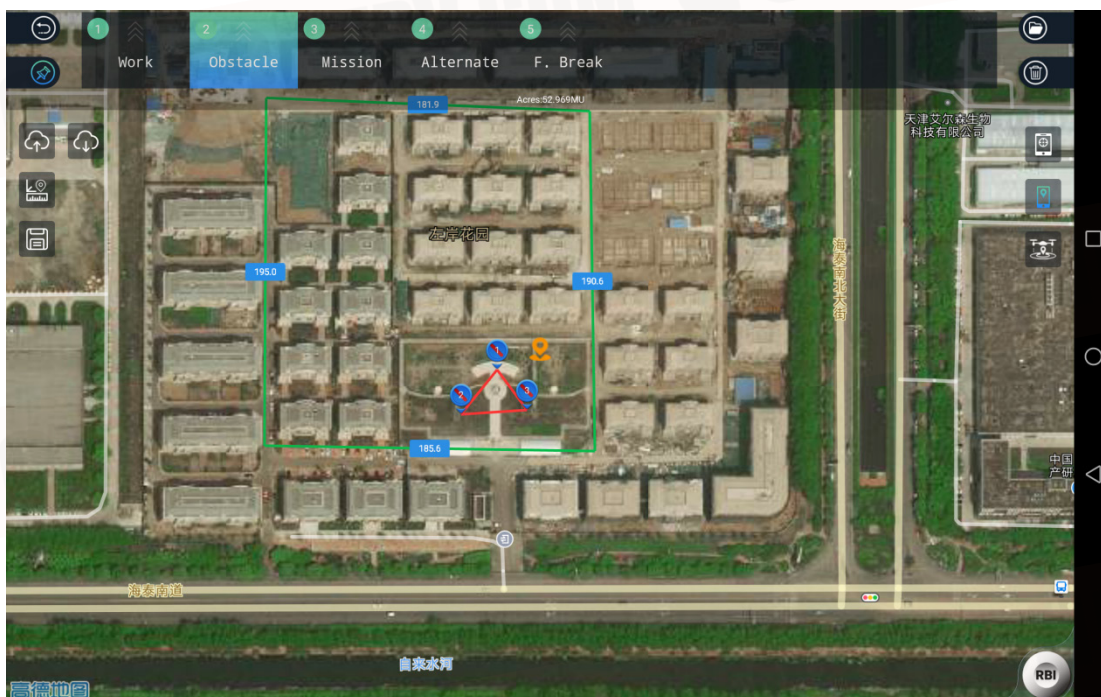 1
2
3
4
5
Work
Obstacle
Mission
Alternate
F. Break
181.9
Acres:52.969MU
天津艾尔森生物
科技有限公司
左岸花园
195.0
190.6
海泰南北大街
1
2
3
185.6
中国
产研
海泰南道
自来水河
高德地图
RBI